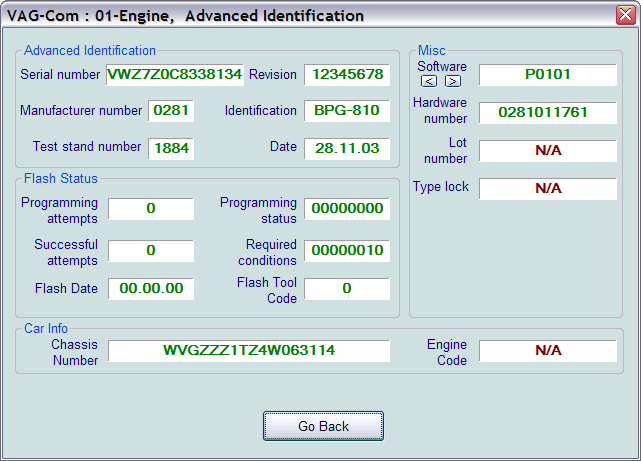 VAG-Com : 01-Engine, Advanced Identification
Advanced Identification
Serial number VWZ7Z0C8338134 Revision 12345678
Manufacturer number 0281 Identification BPG-810
Test stand number 1884 Date 28.11.03
Misc
Software
< > P0101
Hardware
number 0281011761
Lot
number N/A
Type lock N/A
Flash Status
Programming
attempts 0
Programming
status 00000000
Successful
attempts 0
Required
conditions 00000010
Flash Date 00.00.00
Flash Tool
Code 0
Car Info
Chassis
Number WVGZZZ1TZ4W063114
Engine
Code N/A
Go Back